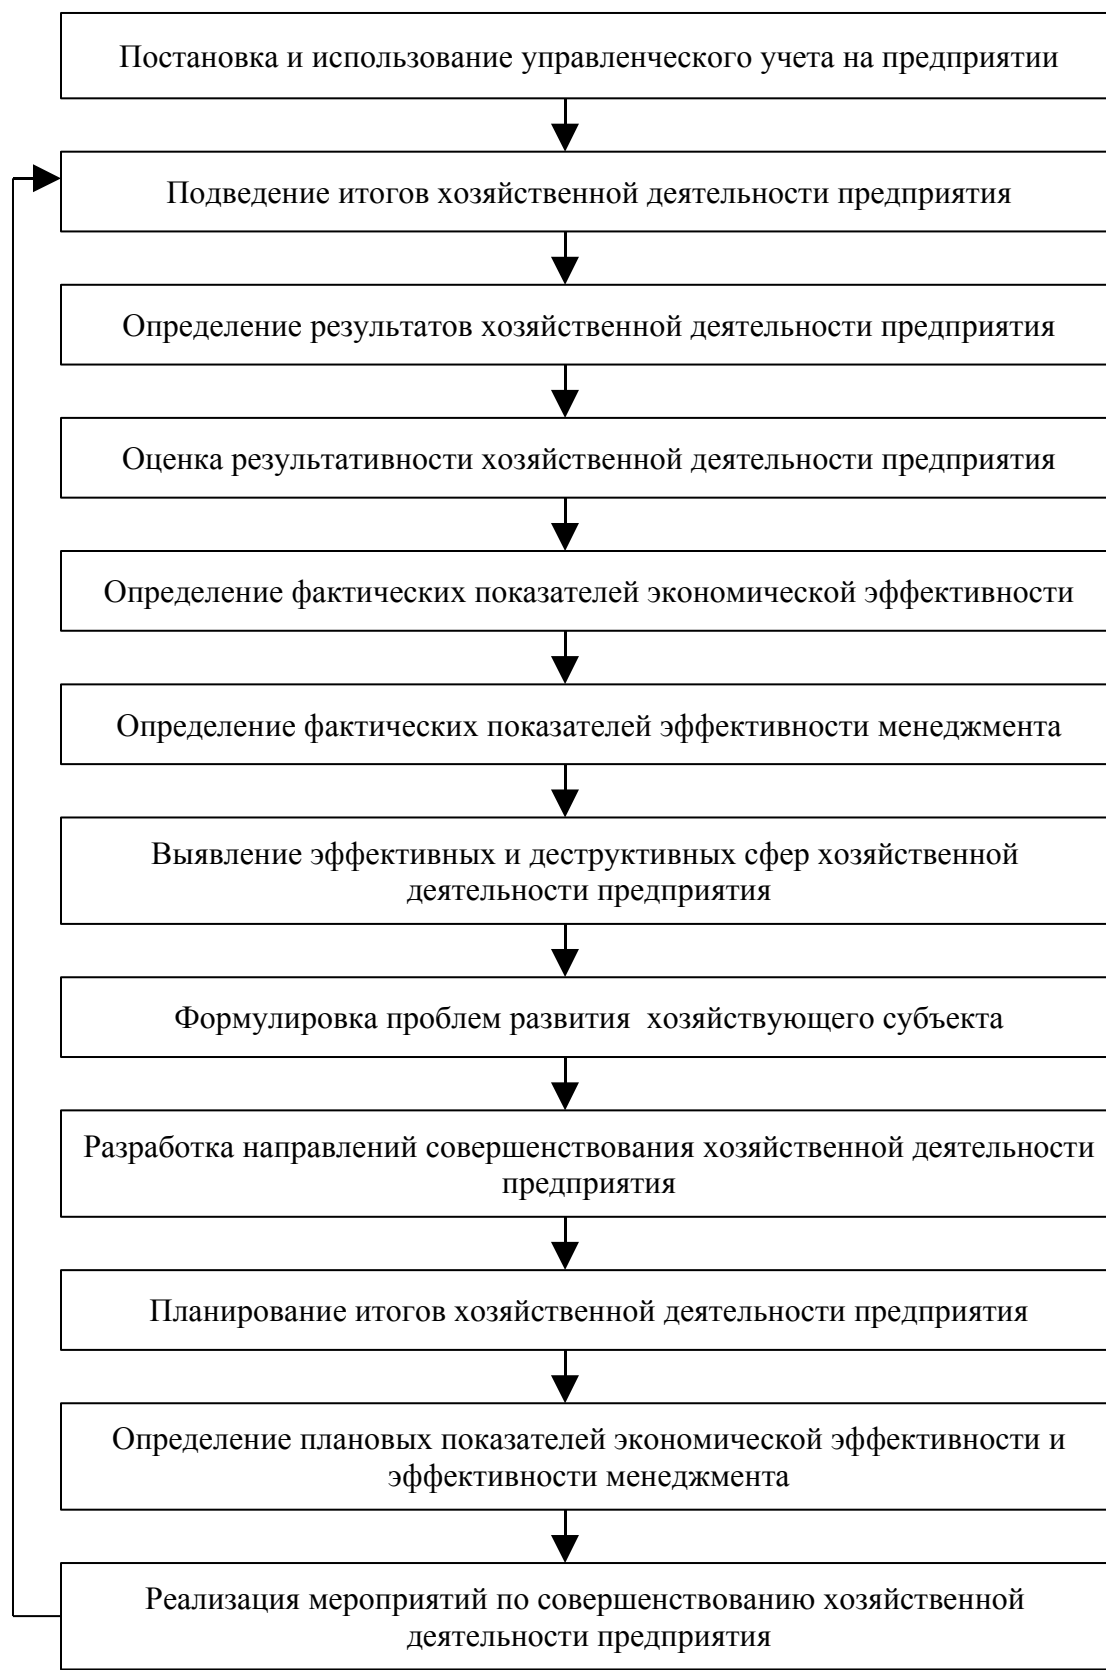 Постановка и использование управленческого учета на предприятии
Подведение итогов хозяйственной деятельности предприятия
Определение результатов хозяйственной деятельности предприятия
Оценка результативности хозяйственной деятельности предприятия
Определение фактических показателей экономической эффективности
Определение фактических показателей эффективности менеджмента
Выявление эффективных и деструктивных сфер хозяйственной
деятельности предприятия
Формулировка проблем развития  хозяйствующего субъекта
Разработка направлений совершенствования хозяйственной деятельности
предприятия
Планирование итогов хозяйственной деятельности предприятия
Определение плановых показателей экономической эффективности и
эффективности менеджмента
Реализация мероприятий по совершенствованию хозяйственной
деятельности предприятия